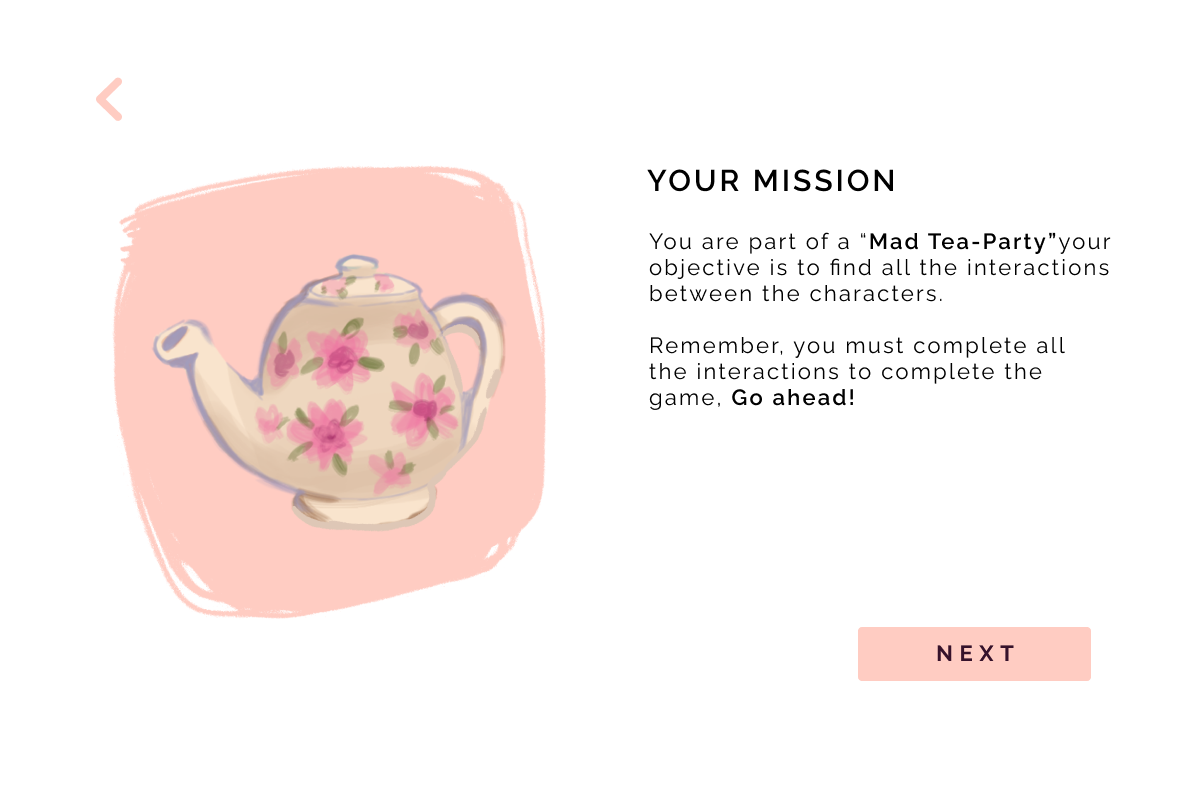 YOUR MISSION
You are part of a “Mad Tea-Party”your
objective is to find all the interactions
between the characters.
Remember, you must complete all
the interactions to complete the
game, Go ahead!
NEXT